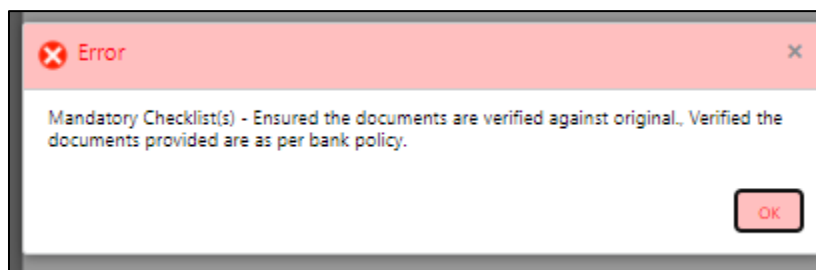 Error
Mandatory Checklist(s) - Ensured the documents are verified against original., Verified the
documents provided are as per bank policy.
OK